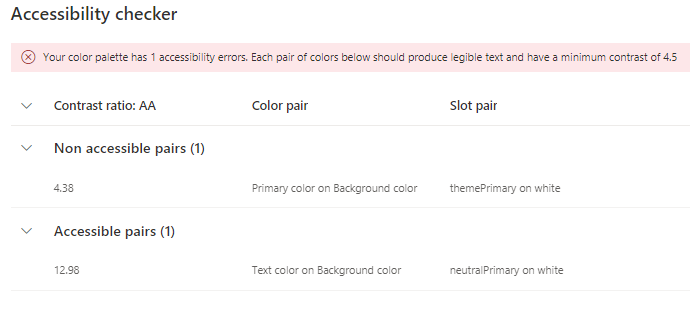 Accessibility checker
Your color palette has 1 accessibility errors. Each pair of colors below should produce legible text and have a minimum contrast of 4.5
Contrast ratio: AA Color pair Slot pair
Non accessible pairs (1)
4.38 Primary color on Background color themePrimary on white
Accessible pairs (1)
12.98 Text color on Background color neutralPrimary on white